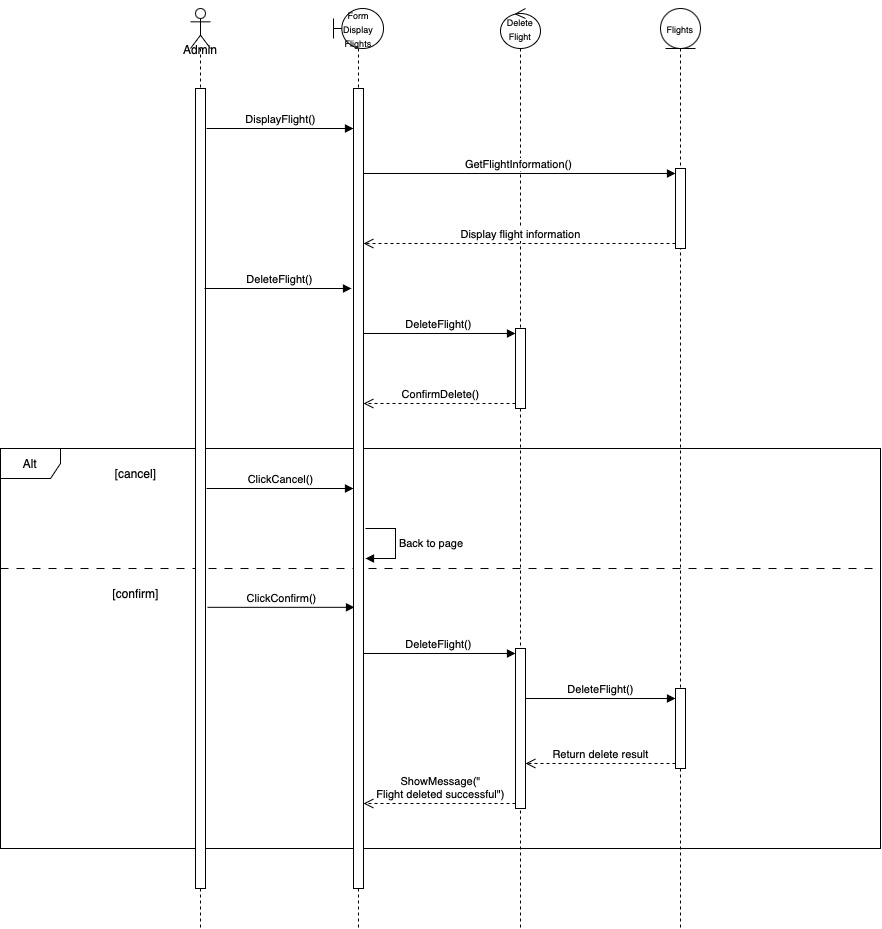 Admin
Form
Display
Flights
Delete
Flight
Flights
DisplayFlight()
GetFlightInformation()
Display flight information
DeleteFlight()
DeleteFlight()
ConfirmDelete()
Alt
[cancel]
ClickCancel()
Back to page
[confirm]
ClickConfirm()
DeleteFlight()
DeleteFlight()
Return delete result
ShowMessage("
Flight deleted successful")